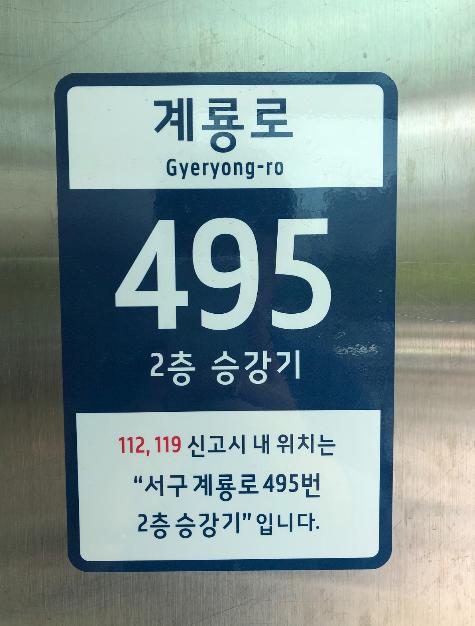 계룡로
Gyeryong-ro
495
2층 승강기
112, 119 신고시 내 위치는
“서구 계룡로 495번
2층 승강기” 입니다.